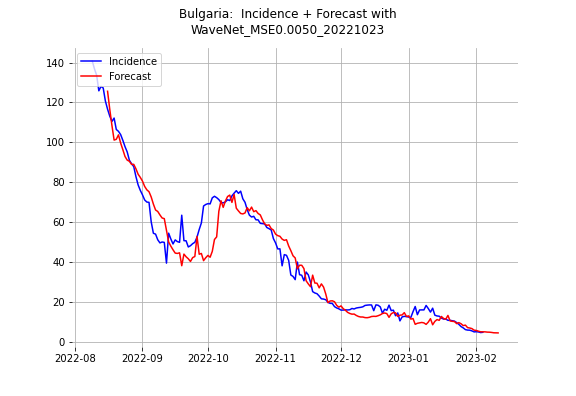 Bulgaria:  Incidence + Forecast with
WaveNet_MSE0.0050_20221023
Incidence
Forecast
140
120
100
80
60
40
20
0
2022-08 2022-09 2022-10 2022-11 2022-12 2023-01 2023-02